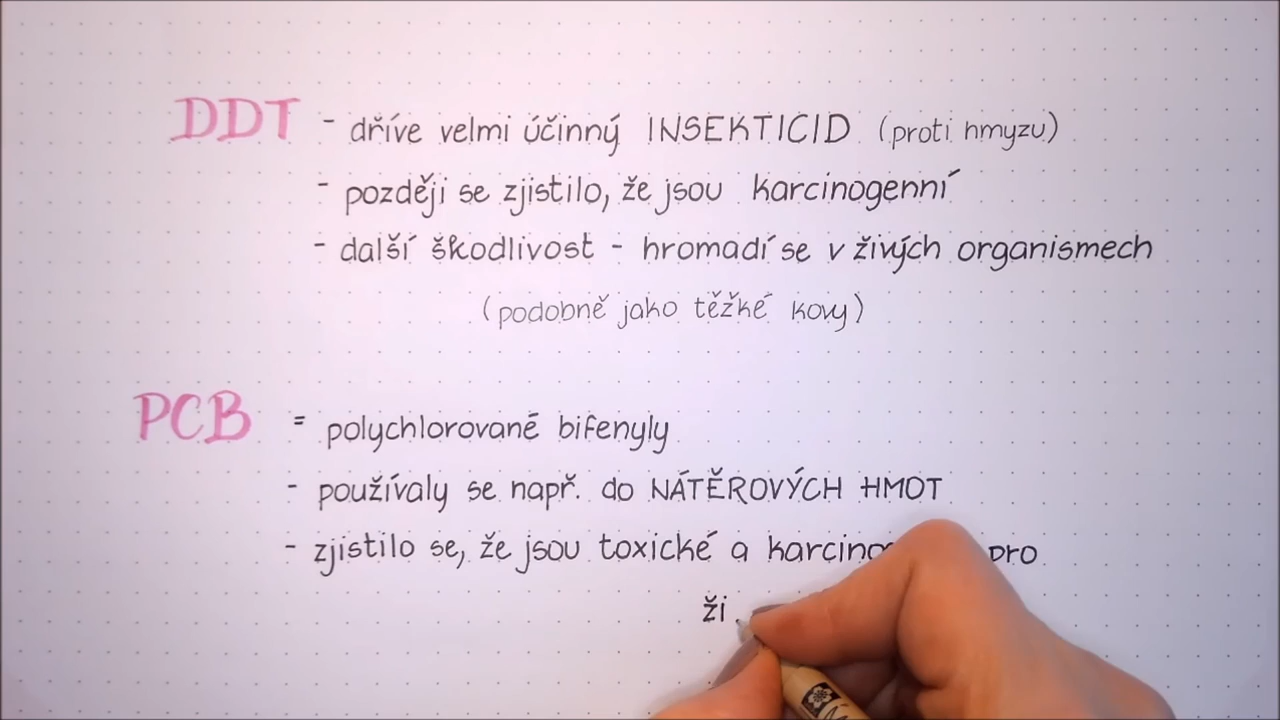 DDT - dříve velmi účinný INSEKTICID (proti hmyzu)
- později se zjistilo, že jsou karcinogenní
- další škodlivost - hromadí se v živých organismech
(podobně jako těžké kovy)
PCB = polychlorované bifenyly
- používaly se např. do NÁTĚROVÝCH HMOT
- zjistilo se, že jsou toxické a pro
ži